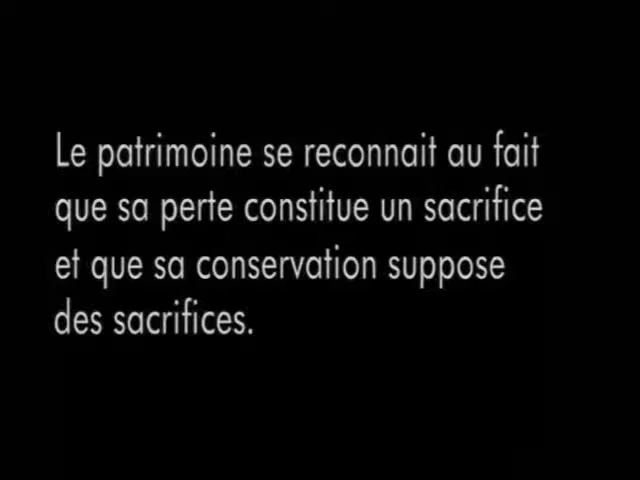 Le patrimoine se reconnait au fait
que sa perte constitue un sacrifice
et que sa conservation suppose
des sacrifices.